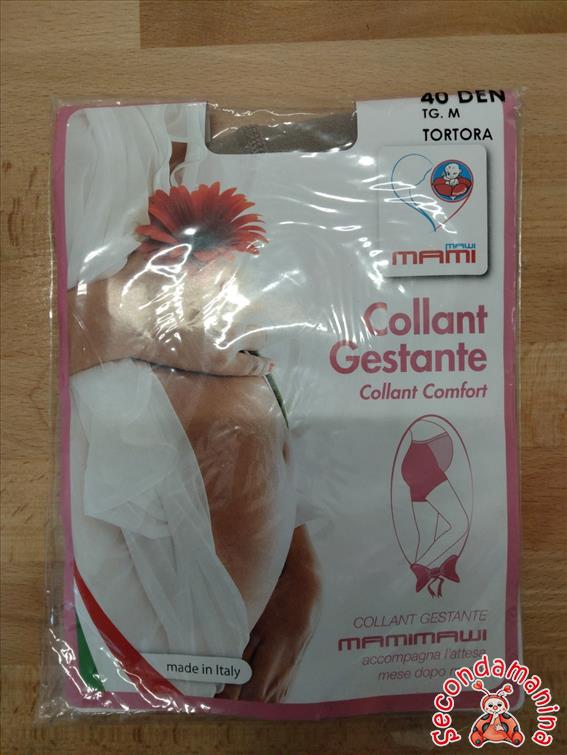 40 DEN
TG. M
TORTORA
MAWI
MAMI
Collant
Gestante
Collant Comfort
COLLANT GESTANTE
MAMIMAWI
accompagna l'attesa
mese dopo
made in Italy
secondamanina